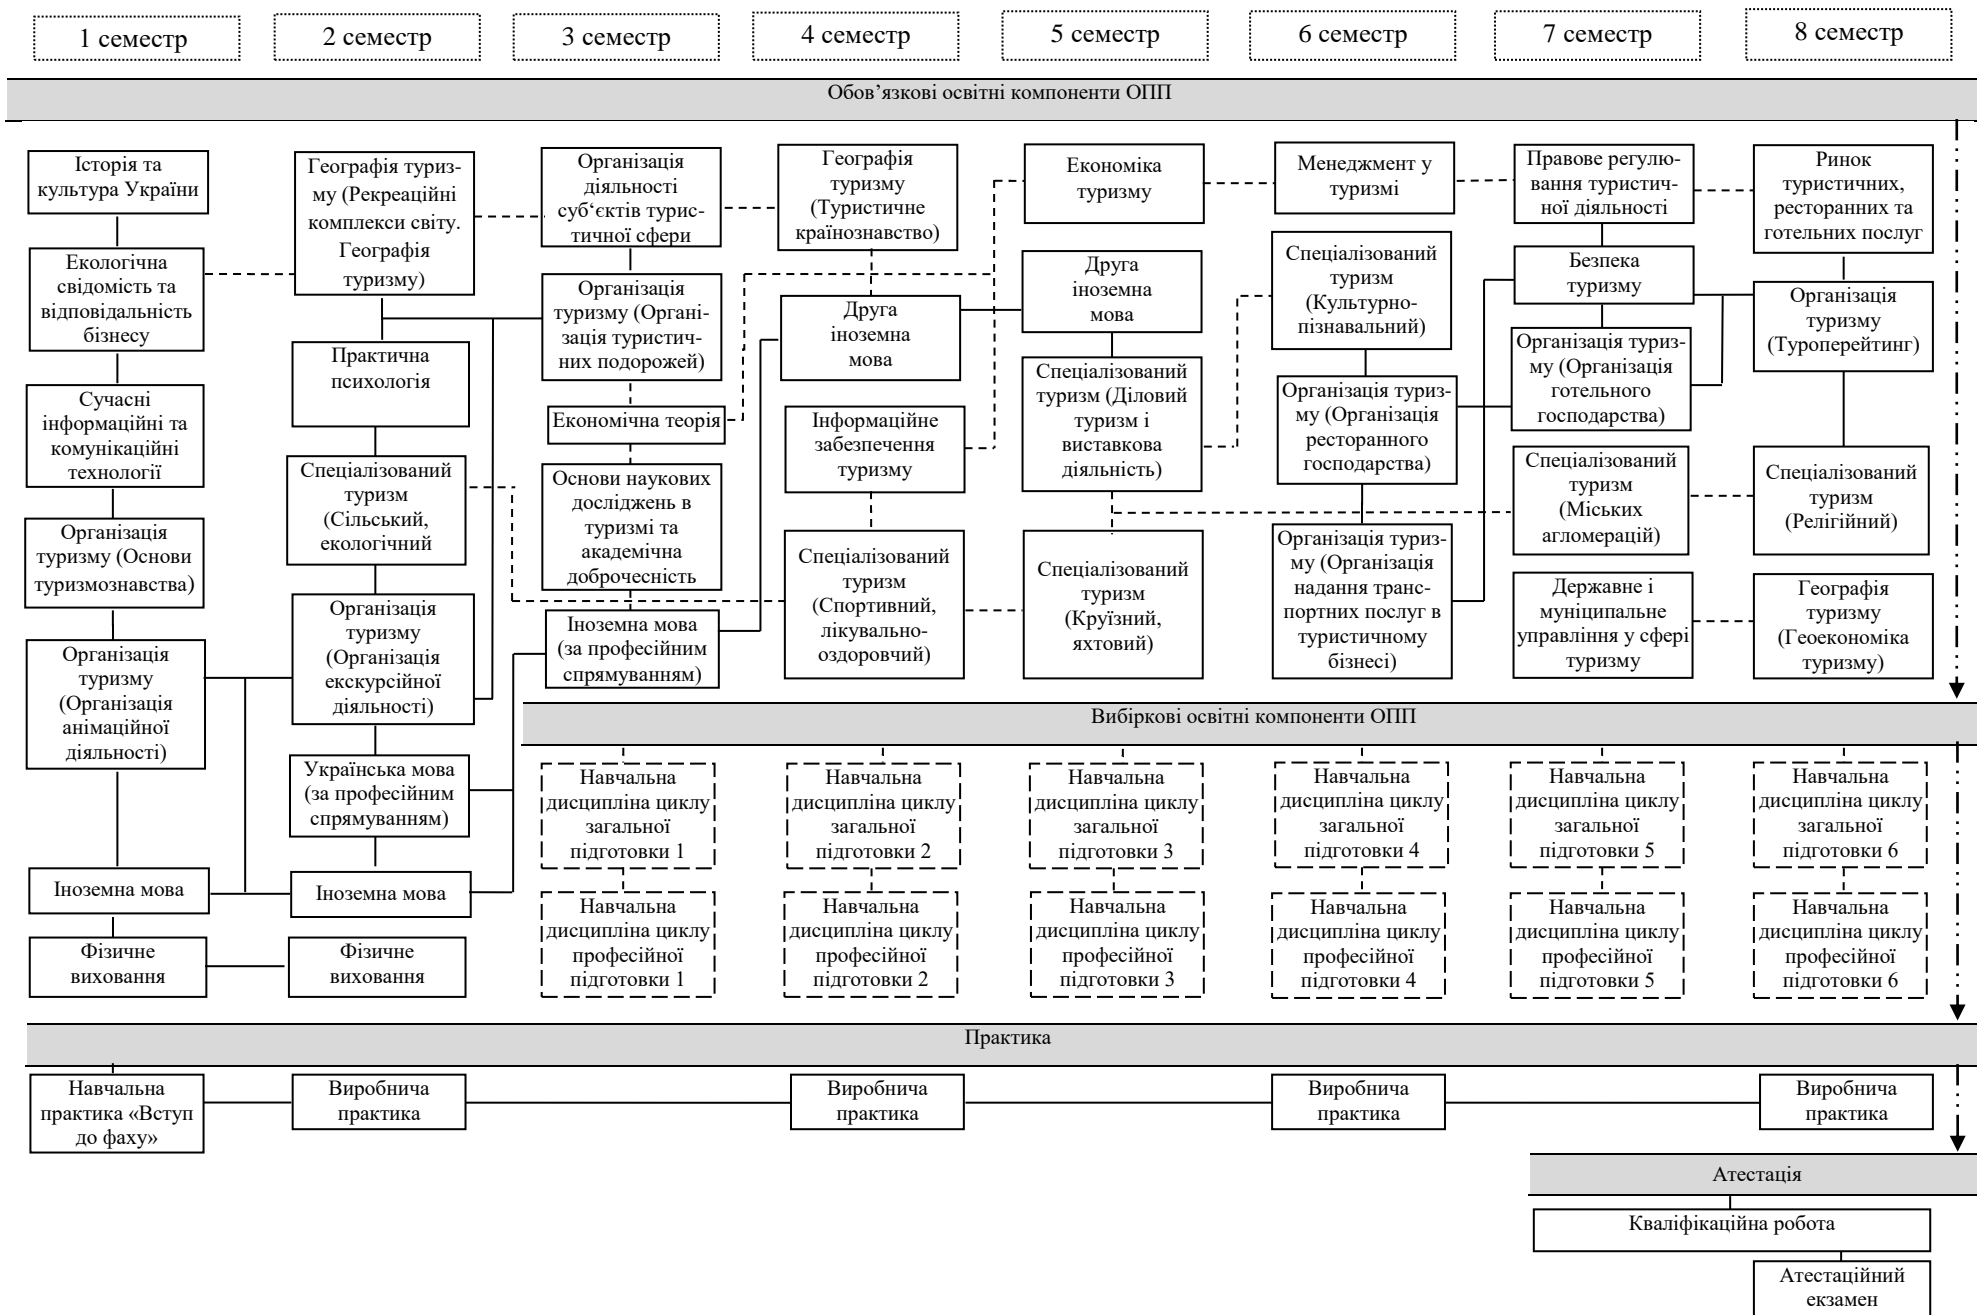 1 семестр
2 семестр
3 семестр
4 семестр
5 семестр
6 семестр
7 семестр
8 семестр
Обов’язкові освітні компоненти ОПП
Історія та
культура України
Екологічна
свідомість та
відповідальність
бізнесу
Сучасні
інформаційні та
комунікаційні
технології
Організація
туризму (Основи
туризмознавства)
Організація
туризму
(Організація
анімаційної
діяльності)
Іноземна мова
Фізичне
виховання
Географія туриз-
му (Рекреаційні
комплекси світу.
Географія
туризму)
Практична
психологія
Спеціалізований
туризм
(Сільський,
екологічний
Організація
туризму
(Організація
екскурсійної
діяльності)
Українська мова
(за професійним
спрямуванням)
Іноземна мова
Фізичне
виховання
Організація
діяльності
суб‘єктів турис-
тичної сфери
Організація
туризму (Органі-
зація туристич-
них подорожей)
Економічна теорія
Основи наукових
досліджень в
туризмі та
академічна
доброчесність
Іноземна мова
(за професійним
спрямуванням)
Географія
туризму
(Туристичне
країнознавство)
Друга
іноземна
мова
Інформаційне
забезпечення
туризму
Спеціалізований
туризм
(Спортивний,
лікувально-
оздоровчий)
Економіка
туризму
Друга
іноземна
мова
Спеціалізований
туризм (Діловий
туризм і
виставкова
діяльність)
Спеціалізований
туризм
(Круїзний,
яхтовий)
Менеджмент у
туризмі
Спеціалізований
туризм
(Культурно-
пізнавальний)
Організація туриз-
му (Організація
ресторанного
господарства)
Організація туриз-
му (Організація
надання транс-
портних послуг в
туристичному
бізнесі)
Правове регулю-
вання туристич-
ної діяльності
Безпека
туризму
Організація туриз-
му (Організація
готельного
господарства)
Спеціалізований
туризм
(Міських
агломерацій)
Державне і
муніципальне
управління у сфері
туризму
Ринок
туристичних,
ресторанних та
готельних послуг
Організація
туризму
(Туроперейтинг)
Спеціалізований
туризм
(Релігійний)
Географія
туризму
(Геоекономіка
туризму)
Вибіркові освітні компоненти ОПП
Навчальна
дисципліна циклу
загальної
підготовки 1
Навчальна
дисципліна циклу
загальної
підготовки 2
Навчальна
дисципліна циклу
загальної
підготовки 3
Навчальна
дисципліна циклу
загальної
підготовки 4
Навчальна
дисципліна циклу
загальної
підготовки 5
Навчальна
дисципліна циклу
загальної
підготовки 6
Навчальна
дисципліна циклу
професійної
підготовки 1
Навчальна
дисципліна циклу
професійної
підготовки 2
Навчальна
дисципліна циклу
професійної
підготовки 3
Навчальна
дисципліна циклу
професійної
підготовки 4
Навчальна
дисципліна циклу
професійної
підготовки 5
Навчальна
дисципліна циклу
професійної
підготовки 6
Практика
Навчальна
практика «Вступ
до фаху»
Виробнича
практика
Виробнича
практика
Виробнича
практика
Виробнича
практика
Атестація
Кваліфікаційна робота
Атестаційний
екзамен